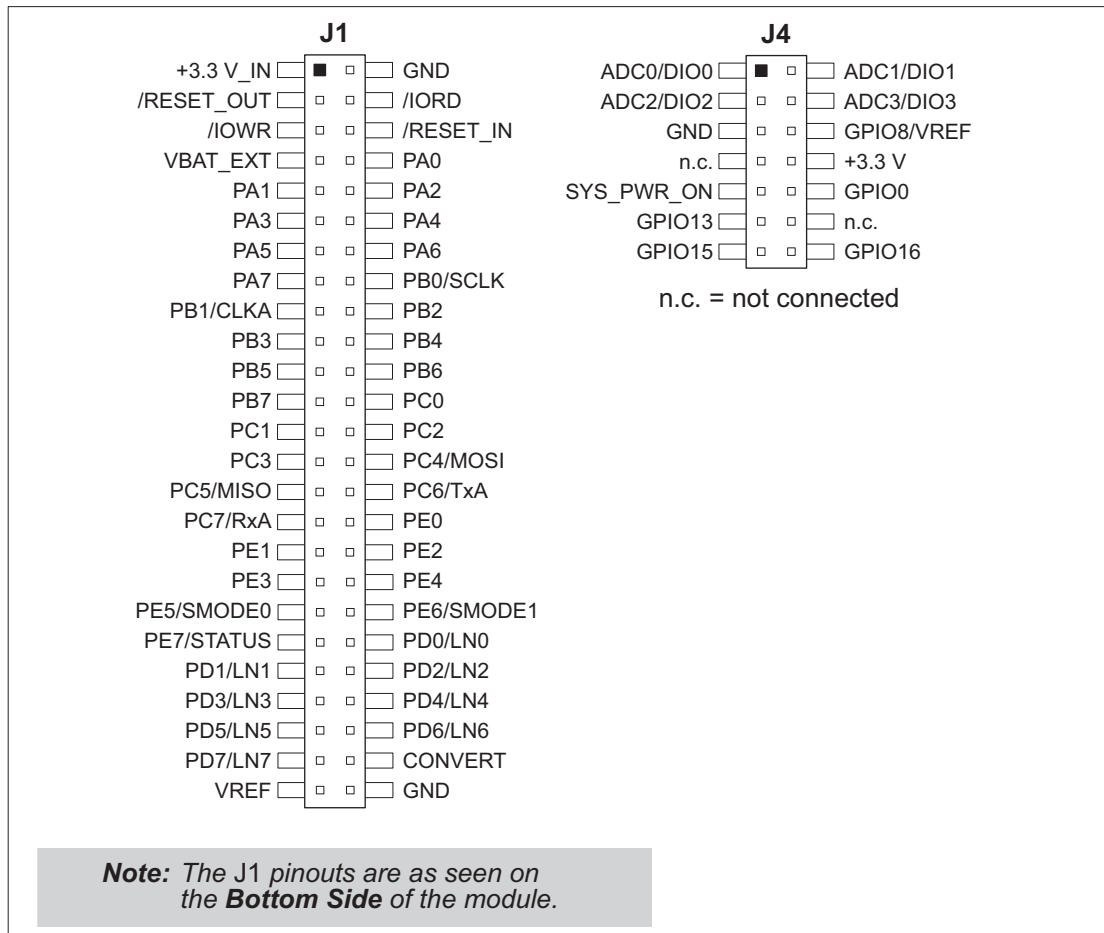 J1
+3.3 V_IN GND
/RESET_OUT /IORD
/IOWR /RESET_IN
VBAT_EXT PA0
PA1 PA2
PA3 PA4
PA5 PA6
PA7 PB0/SCLK
PB1/CLKA PB2
PB3 PB4
PB5 PB6
PB7 PC0
PC1 PC2
PC3 PC4/MOSI
PC5/MISO PC6/TxA
PC7/RxA PE0
PE1 PE2
PE3 PE4
PE5/SMODE0 PE6/SMODE1
PE7/STATUS PD0/LN0
PD1/LN1 PD2/LN2
PD3/LN3 PD4/LN4
PD5/LN5 PD6/LN6
PD7/LN7 CONVERT
VREF GND
J4
ADC0/DIO0 ADC1/DIO1
ADC2/DIO2 ADC3/DIO3
GND GPIO8/VREF
n.c. +3.3 V
SYS_PWR_ON GPIO0
GPIO13 n.c.
GPIO15 GPIO16
n.c. = not connected
Note: The J1 pinouts are as seen on
the Bottom Side of the module.